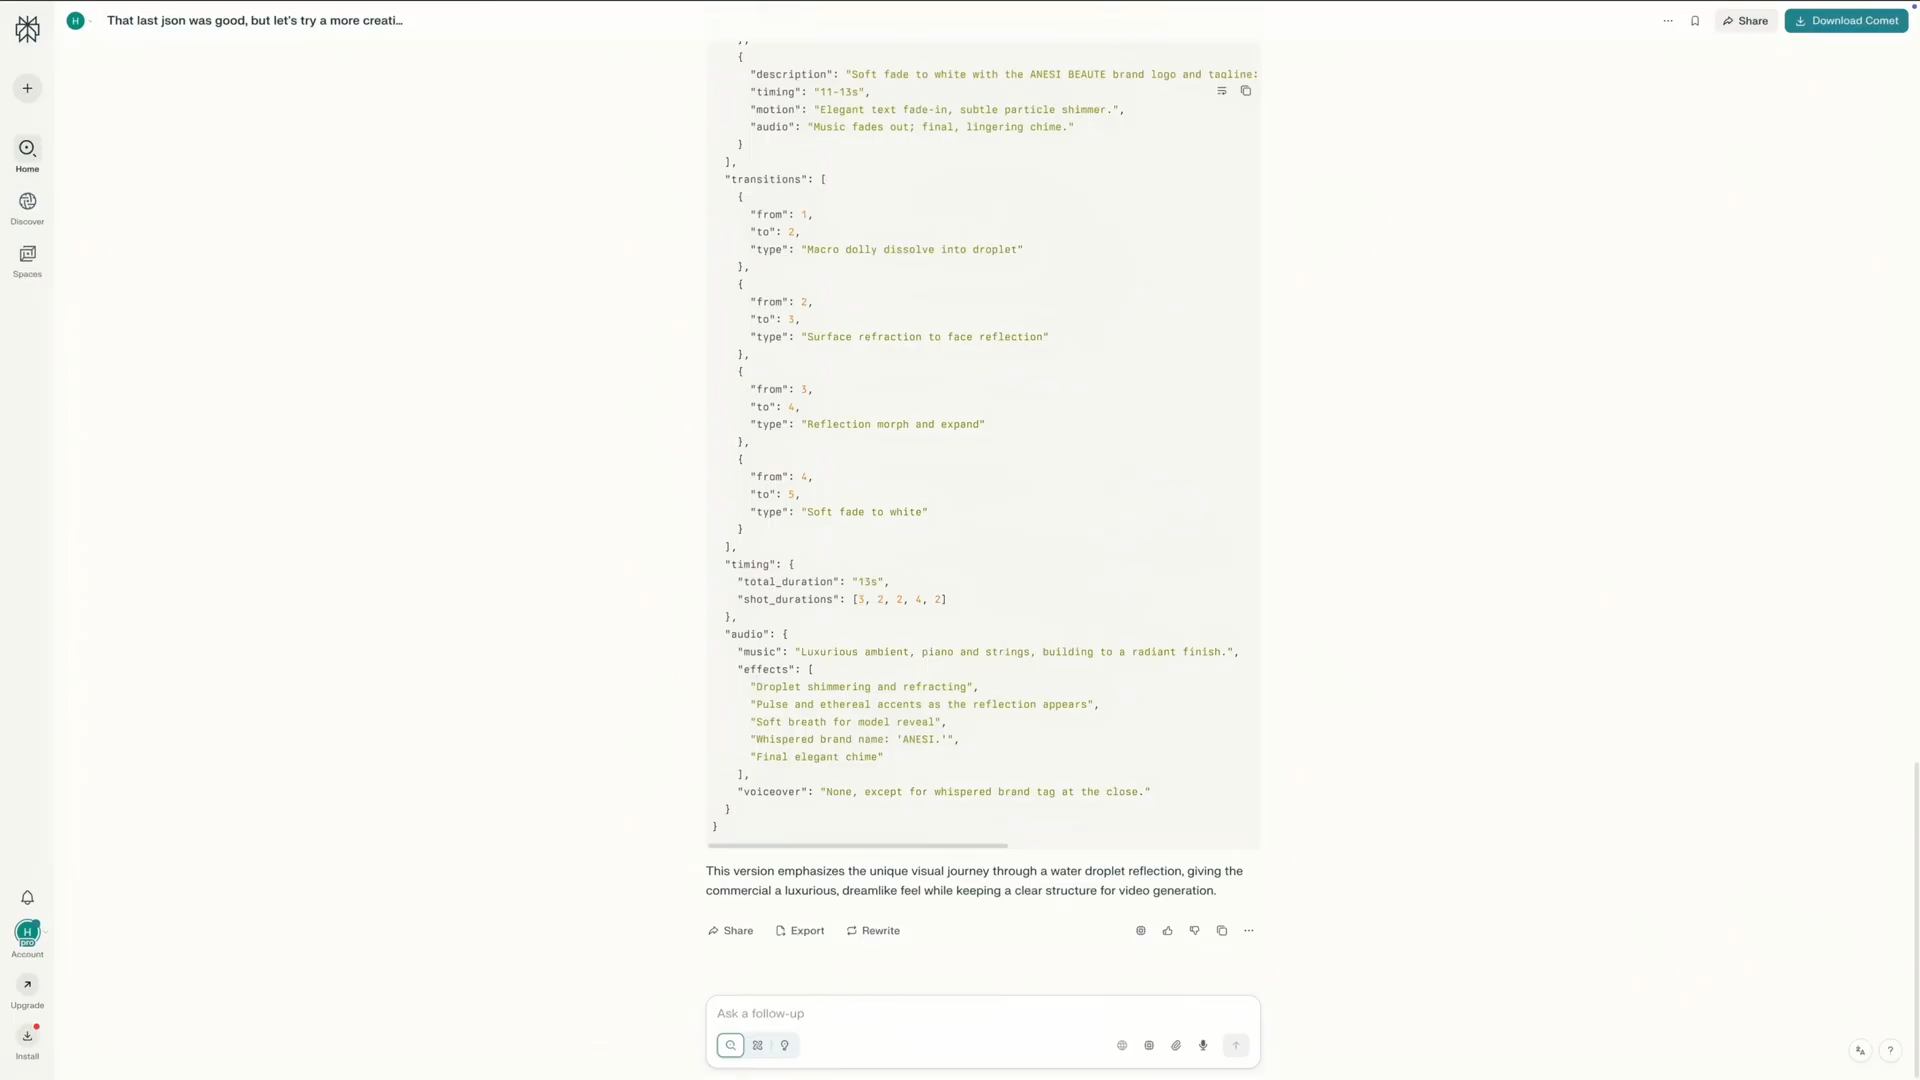 H
That last json was good, but let's try a more creati...
Share
Download Comet
Home
Discover
Spaces
},
{
"description": "Soft fade to white with the ANESI BEAUTE brand logo and tagline:
"timing": "11-13s",
"motion": "Elegant text fade-in, subtle particle shimmer.",
"audio": "Music fades out; final, lingering chime."
}
],
"transitions": [
{
"from": 1,
"to": 2,
"type": "Macro dolly dissolve into droplet"
},
{
"from": 2,
"to": 3,
"type": "Surface refraction to face reflection"
},
{
"from": 3,
"to": 4,
"type": "Reflection morph and expand"
},
{
"from": 4,
"to": 5,
"type": "Soft fade to white"
}
],
"timing": {
"total_duration": "13s",
"shot_durations": [3, 2, 2, 4, 2]
},
"audio": {
"music": "Luxurious ambient, piano and strings, building to a radiant finish.",
"effects": [
"Droplet shimmering and refracting",
"Pulse and ethereal accents as the reflection appears",
"Soft breath for model reveal",
"Whispered brand name: 'ANESI.'",
"Final elegant chime"
],
"voiceover": "None, except for whispered brand tag at the close."
}
}
This version emphasizes the unique visual journey through a water droplet reflection, giving the
commercial a luxurious, dreamlike feel while keeping a clear structure for video generation.
Share
Export
Rewrite
H
pro
Account
Upgrade
Install
Ask a follow-up
?